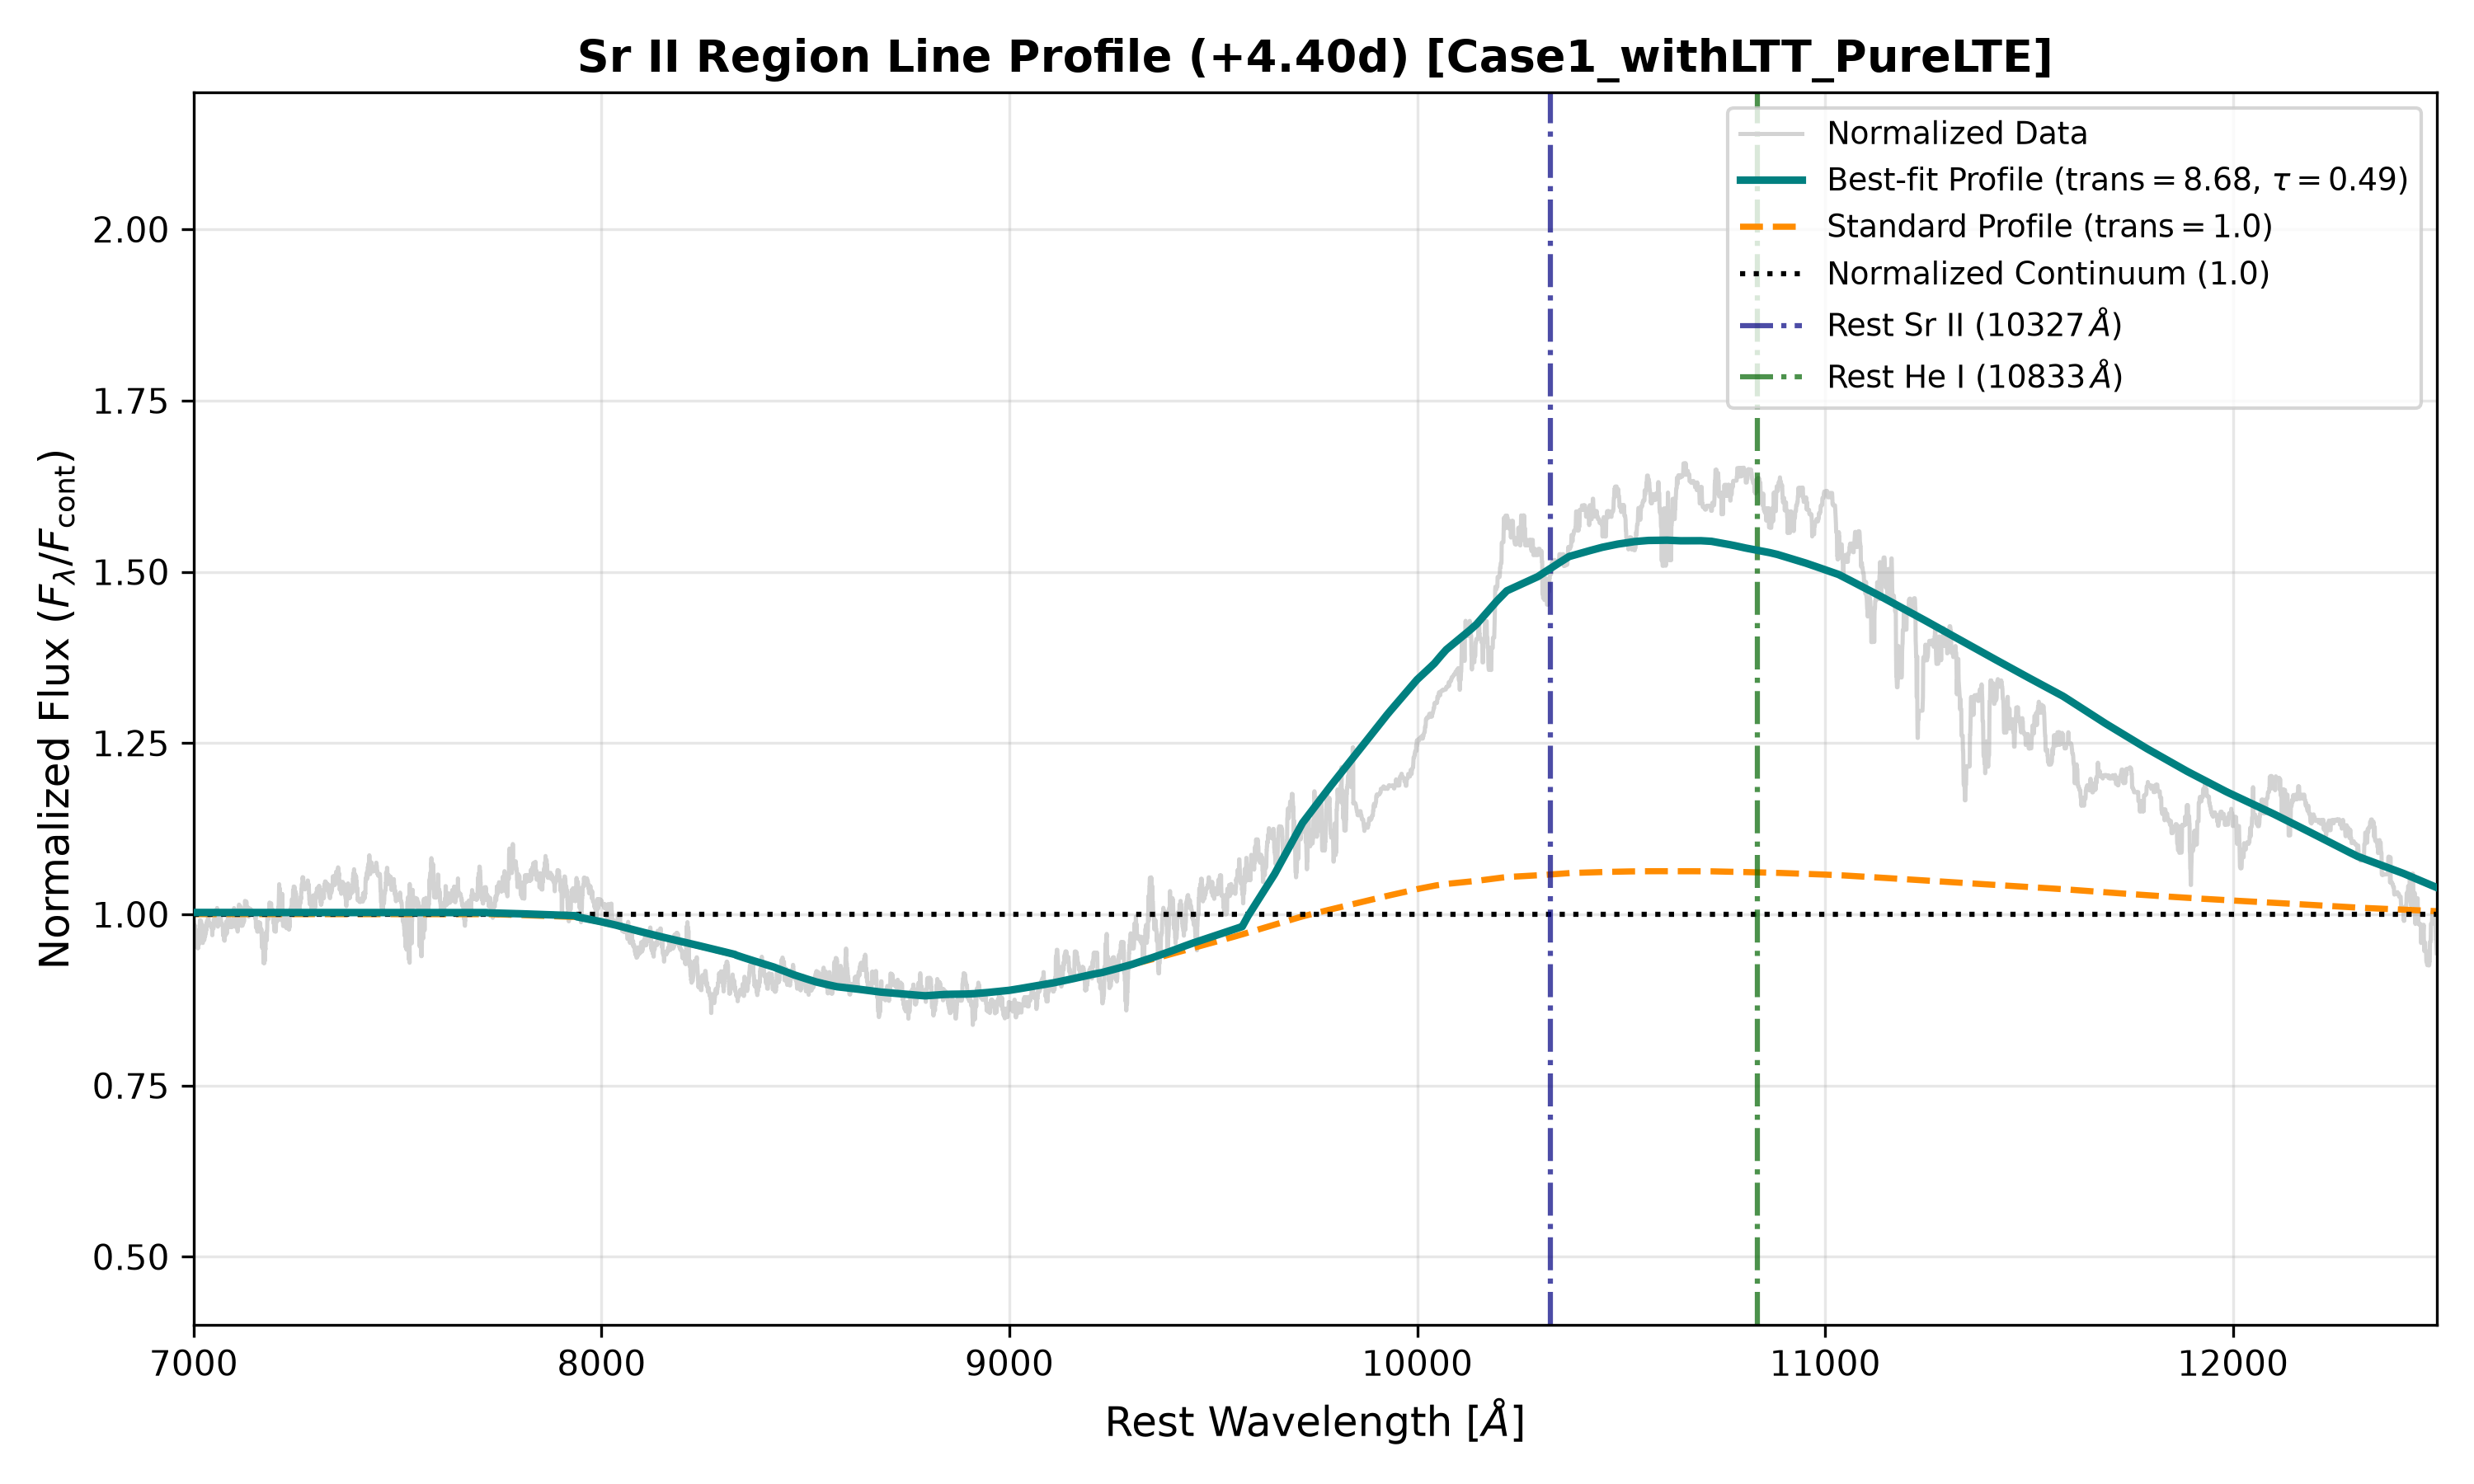 Sr II Region Line Profile (+4.40d) [Case1_withLTT_PureLTE]
Normalized Data
Best-fit Profile (trans = 8.68, τ = 0.49)
Standard Profile (trans = 1.0)
Normalized Continuum (1.0)
Rest Sr II (10327 Å)
Rest He I (10833 Å)
Normalized Flux (Fλ/Fcont)
2.00
1.75
1.50
1.25
1.00
0.75
0.50
7000 8000 9000 10000 11000 12000
Rest Wavelength [Å]